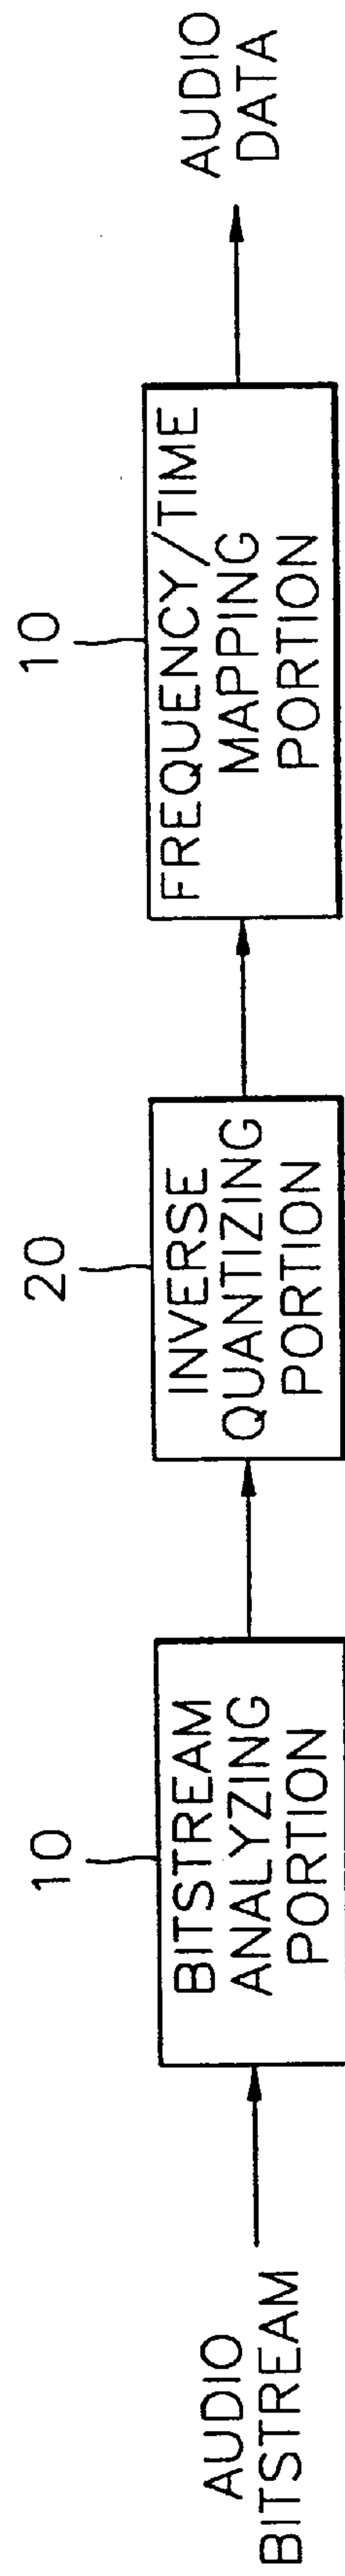 AUDIO
BITSTREAM
10
BITSTREAM
ANALYZING
PORTION
20
INVERSE
QUANTIZING
PORTION
10
FREQUENCY/TIME
MAPPING
PORTION
AUDIO
DATA